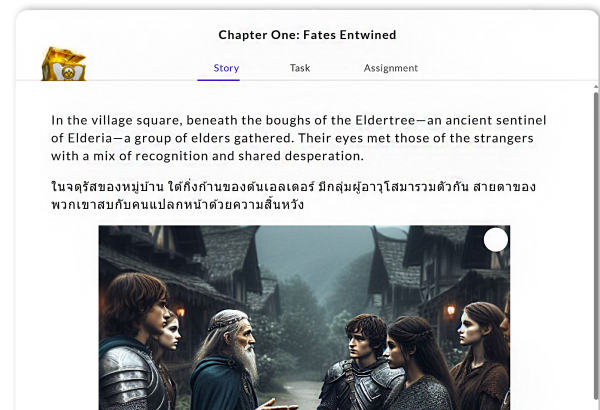 Chapter One: Fates Entwined
Story Task Assignment
In the village square, beneath the boughs of the Eldertree—an ancient sentinel
of Elderia—a group of elders gathered. Their eyes met those of the strangers
with a mix of recognition and shared desperation.
ในจตุรัสของหมู่บ้าน ใต้กิ่งก้านของต้นเอลเดอร์ มีกลุ่มผู้อาวุโสมารวมตัวกัน สายตาของ
พวกเขาสบกับคนแปลกหน้าด้วยความสิ้นหวัง